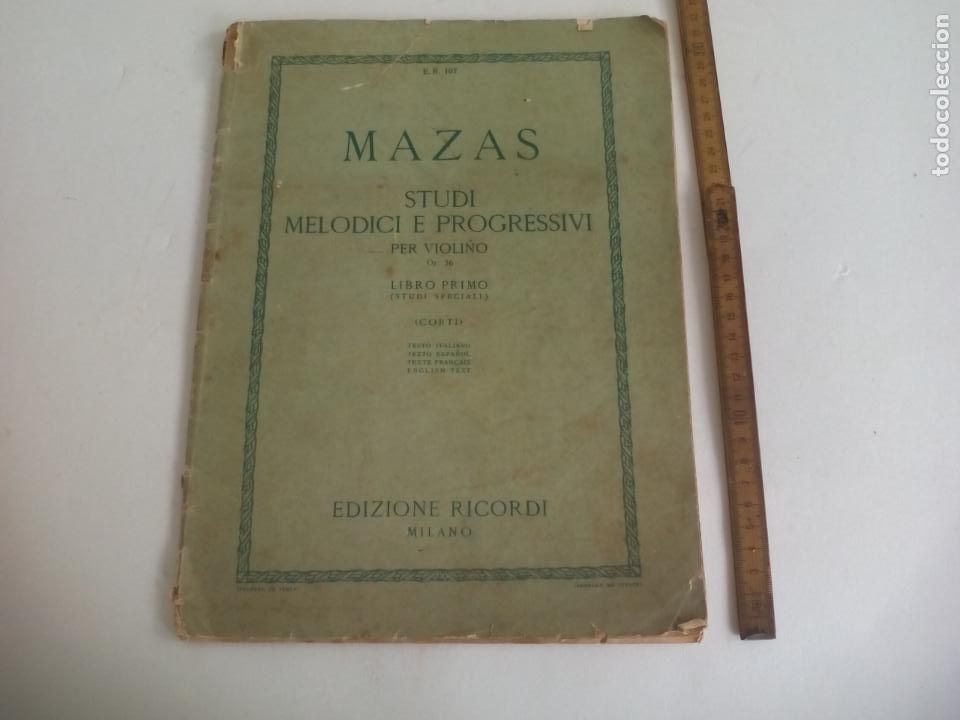 E. R. 107
MAZAS
STUDI
MELODICI E PROGRESSIVI
PER VIOLINO
Op. 36
LIBRO PRIMO
(STUDI SPECIALI)
(CORTI)
TESTO ITALIANO
TEXTO ESPAÑOL
TEXTE FRANÇAIS
ENGLISH TEXT
EDIZIONE RICORDI
MILANO
todocoleccion